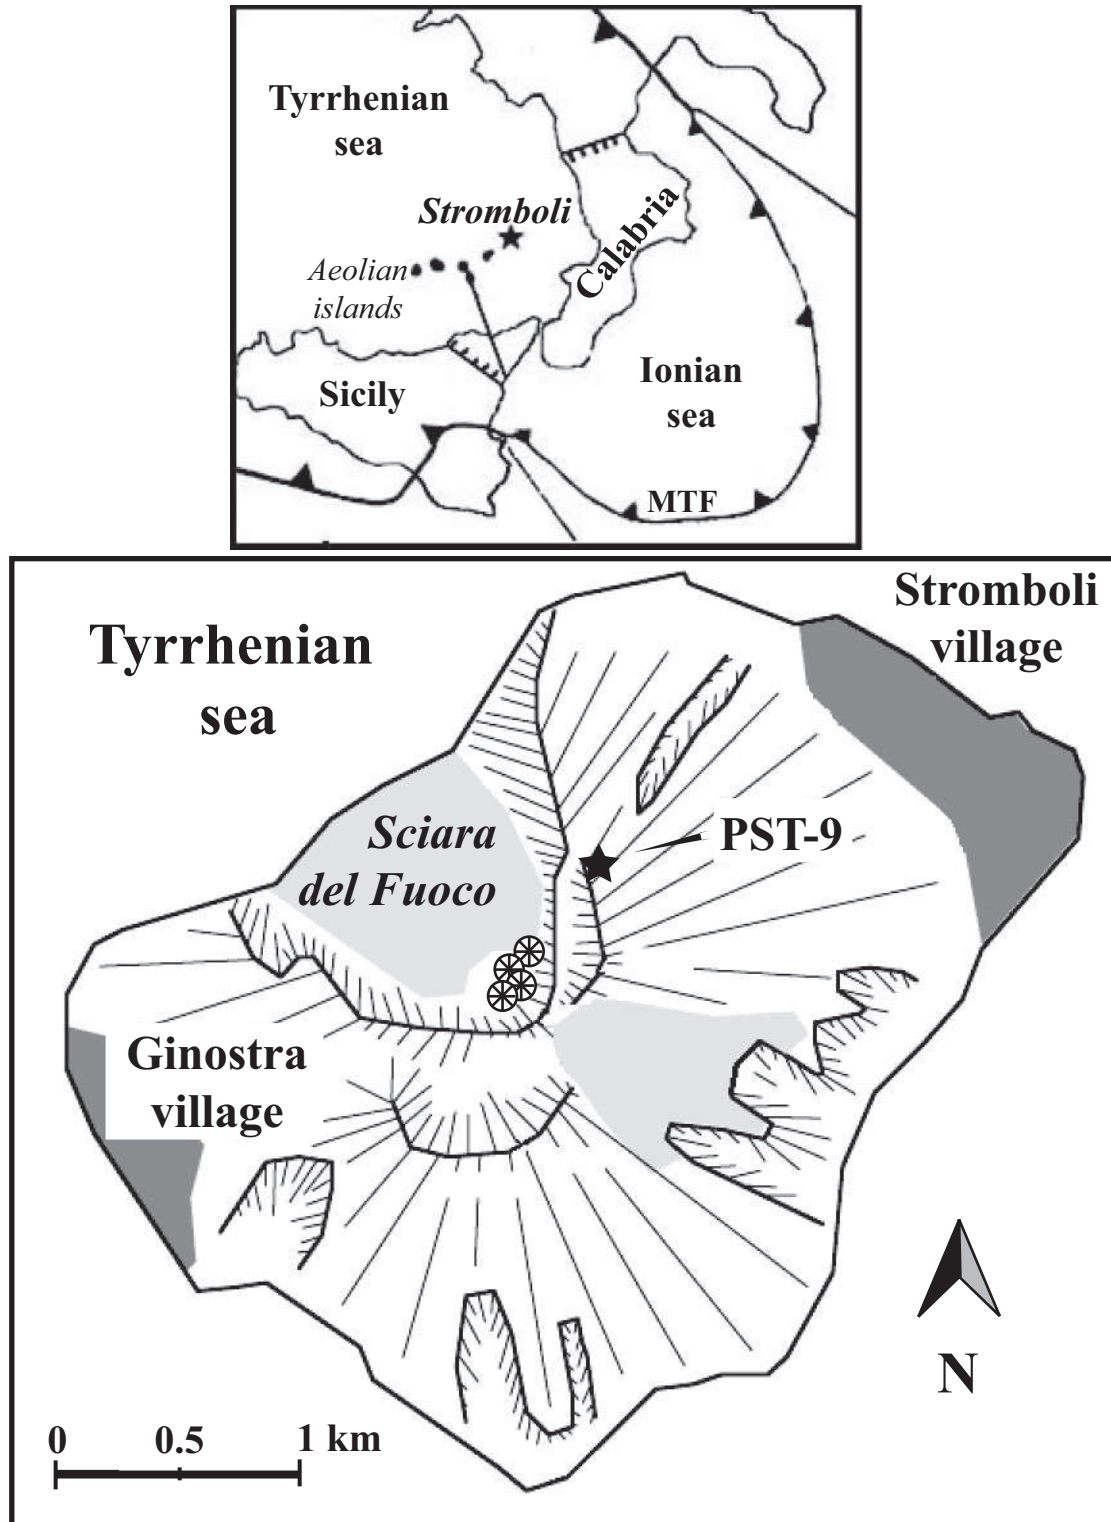 Tyrrhenian
sea
Stromboli
Aeolian
islands
Calabria
Sicily
Ionian
sea
MTF
Stromboli
village
Tyrrhenian
sea
Sciara
del Fuoco
PST-9
Ginostra
village
N
0 0.5 1 km